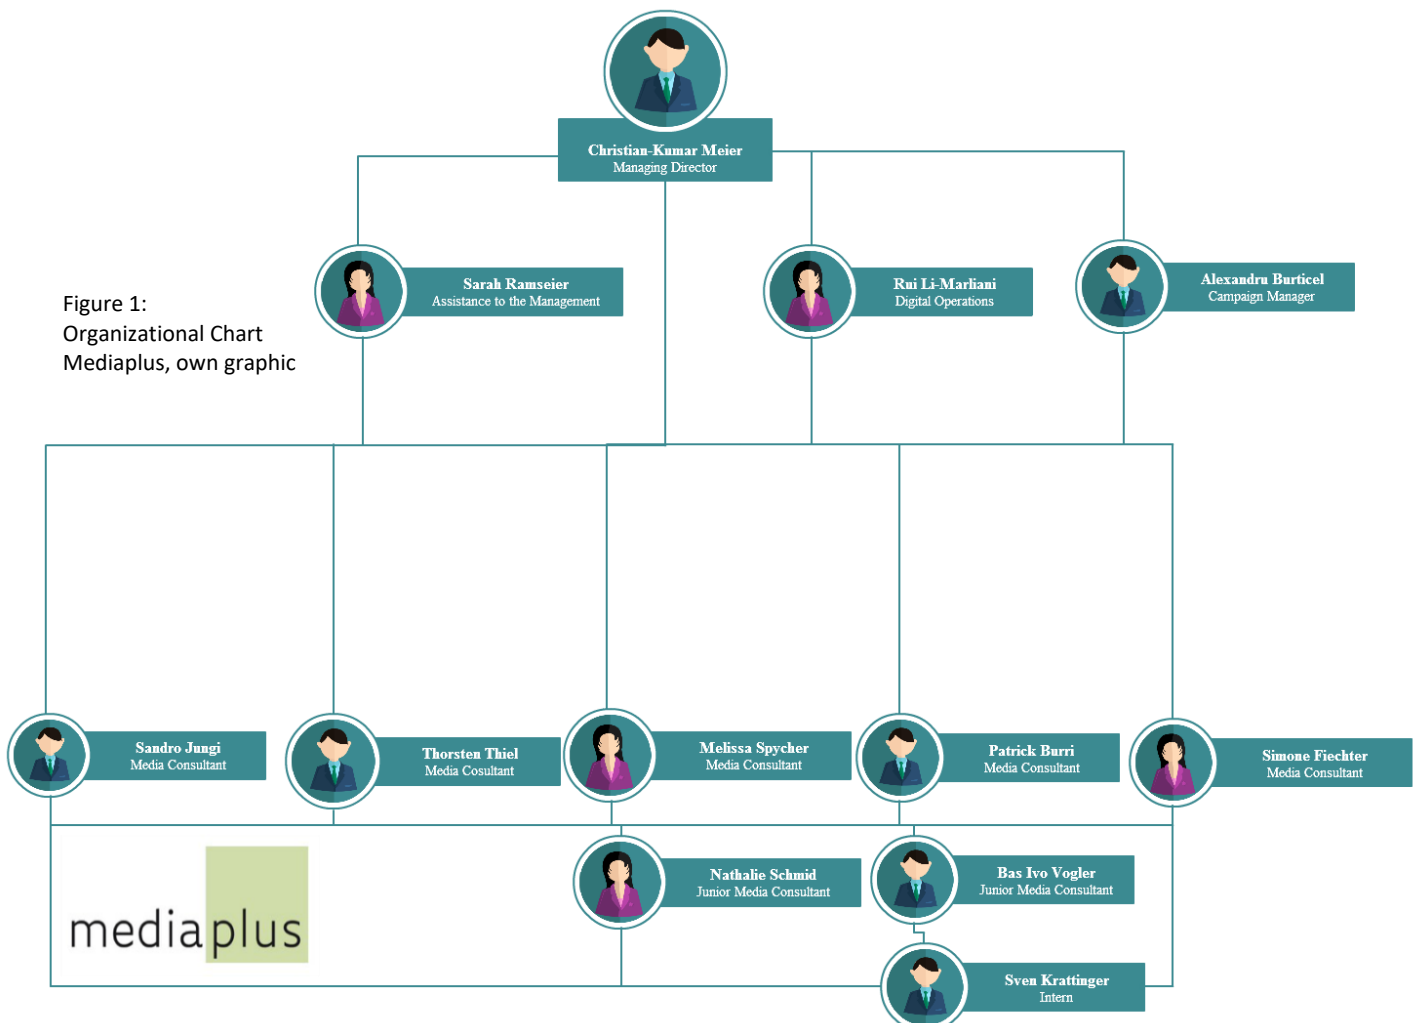 Christian-Kumar Meier
Managing Director
Sarah Ramseier
Assistance to the Management
Rui Li-Marliani
Digital Operations
Alexandru Burticel
Campaign Manager
Figure 1:
Organizational Chart
Mediaplus, own graphic
Sandro Jungi
Media Consultant
Thorsten Thiel
Media Cosultant
Melissa Spycher
Media Consultant
Patrick Burri
Media Consultant
Simone Fiechter
Media Consultant
Nathalie Schmid
Junior Media Consultant
Bas Ivo Vogler
Junior Media Consultant
mediaplus
Sven Krattinger
Intern